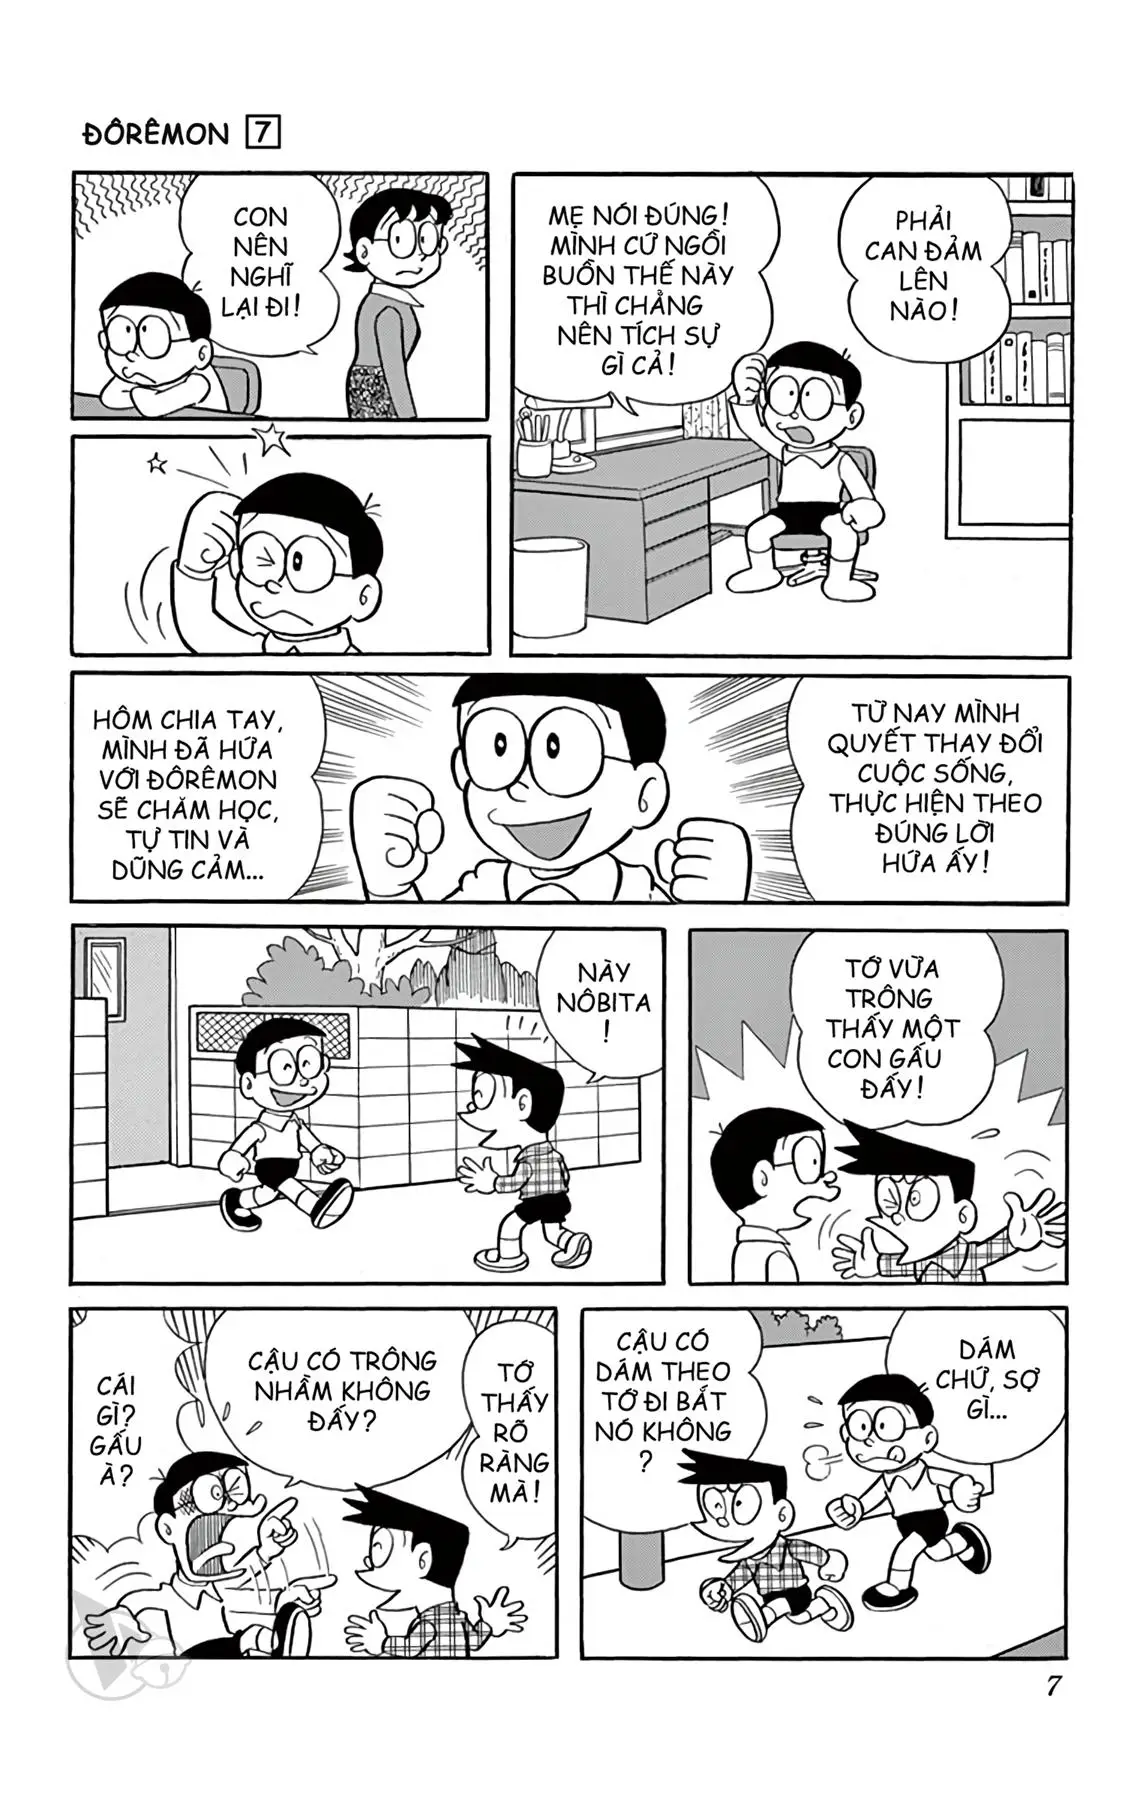 ĐÔRÊMON 7
CON
NÊN
NGHĨ
LẠI ĐI!
MẸ NÓI ĐÚNG!
MÌNH CỨ NGỒI
BUỒN THẾ NÀY
THÌ CHẲNG
NÊN TÍCH SỰ
GÌ CẢ!
PHẢI
CAN ĐẢM
LÊN
NÀO!
HÔM CHIA TAY,
MÌNH ĐÃ HỨA
VỚI ĐÔRÊMON
SẼ CHĂM HỌC,
TỰ TIN VÀ
DŨNG CẢM...
TỪ NAY MÌNH
QUYẾT THAY ĐỔI
CUỘC SỐNG,
THỰC HIỆN THEO
ĐÚNG LỜI
HỨA ẤY!
NÀY
NÔBITA
!
TỚ VỪA
TRÔNG
THẤY MỘT
CON GẤU
ĐẤY!
CÁI
GÌ?
GẤU
À?
CẬU CÓ TRÔNG
NHẦM KHÔNG
ĐẤY?
TỚ
THẤY
RÕ
RÀNG
MÀ!
CẬU CÓ
DÁM THEO
TỚ ĐI BẮT
NÓ KHÔNG
?
DÁM
CHỨ, SỢ
GÌ...
7